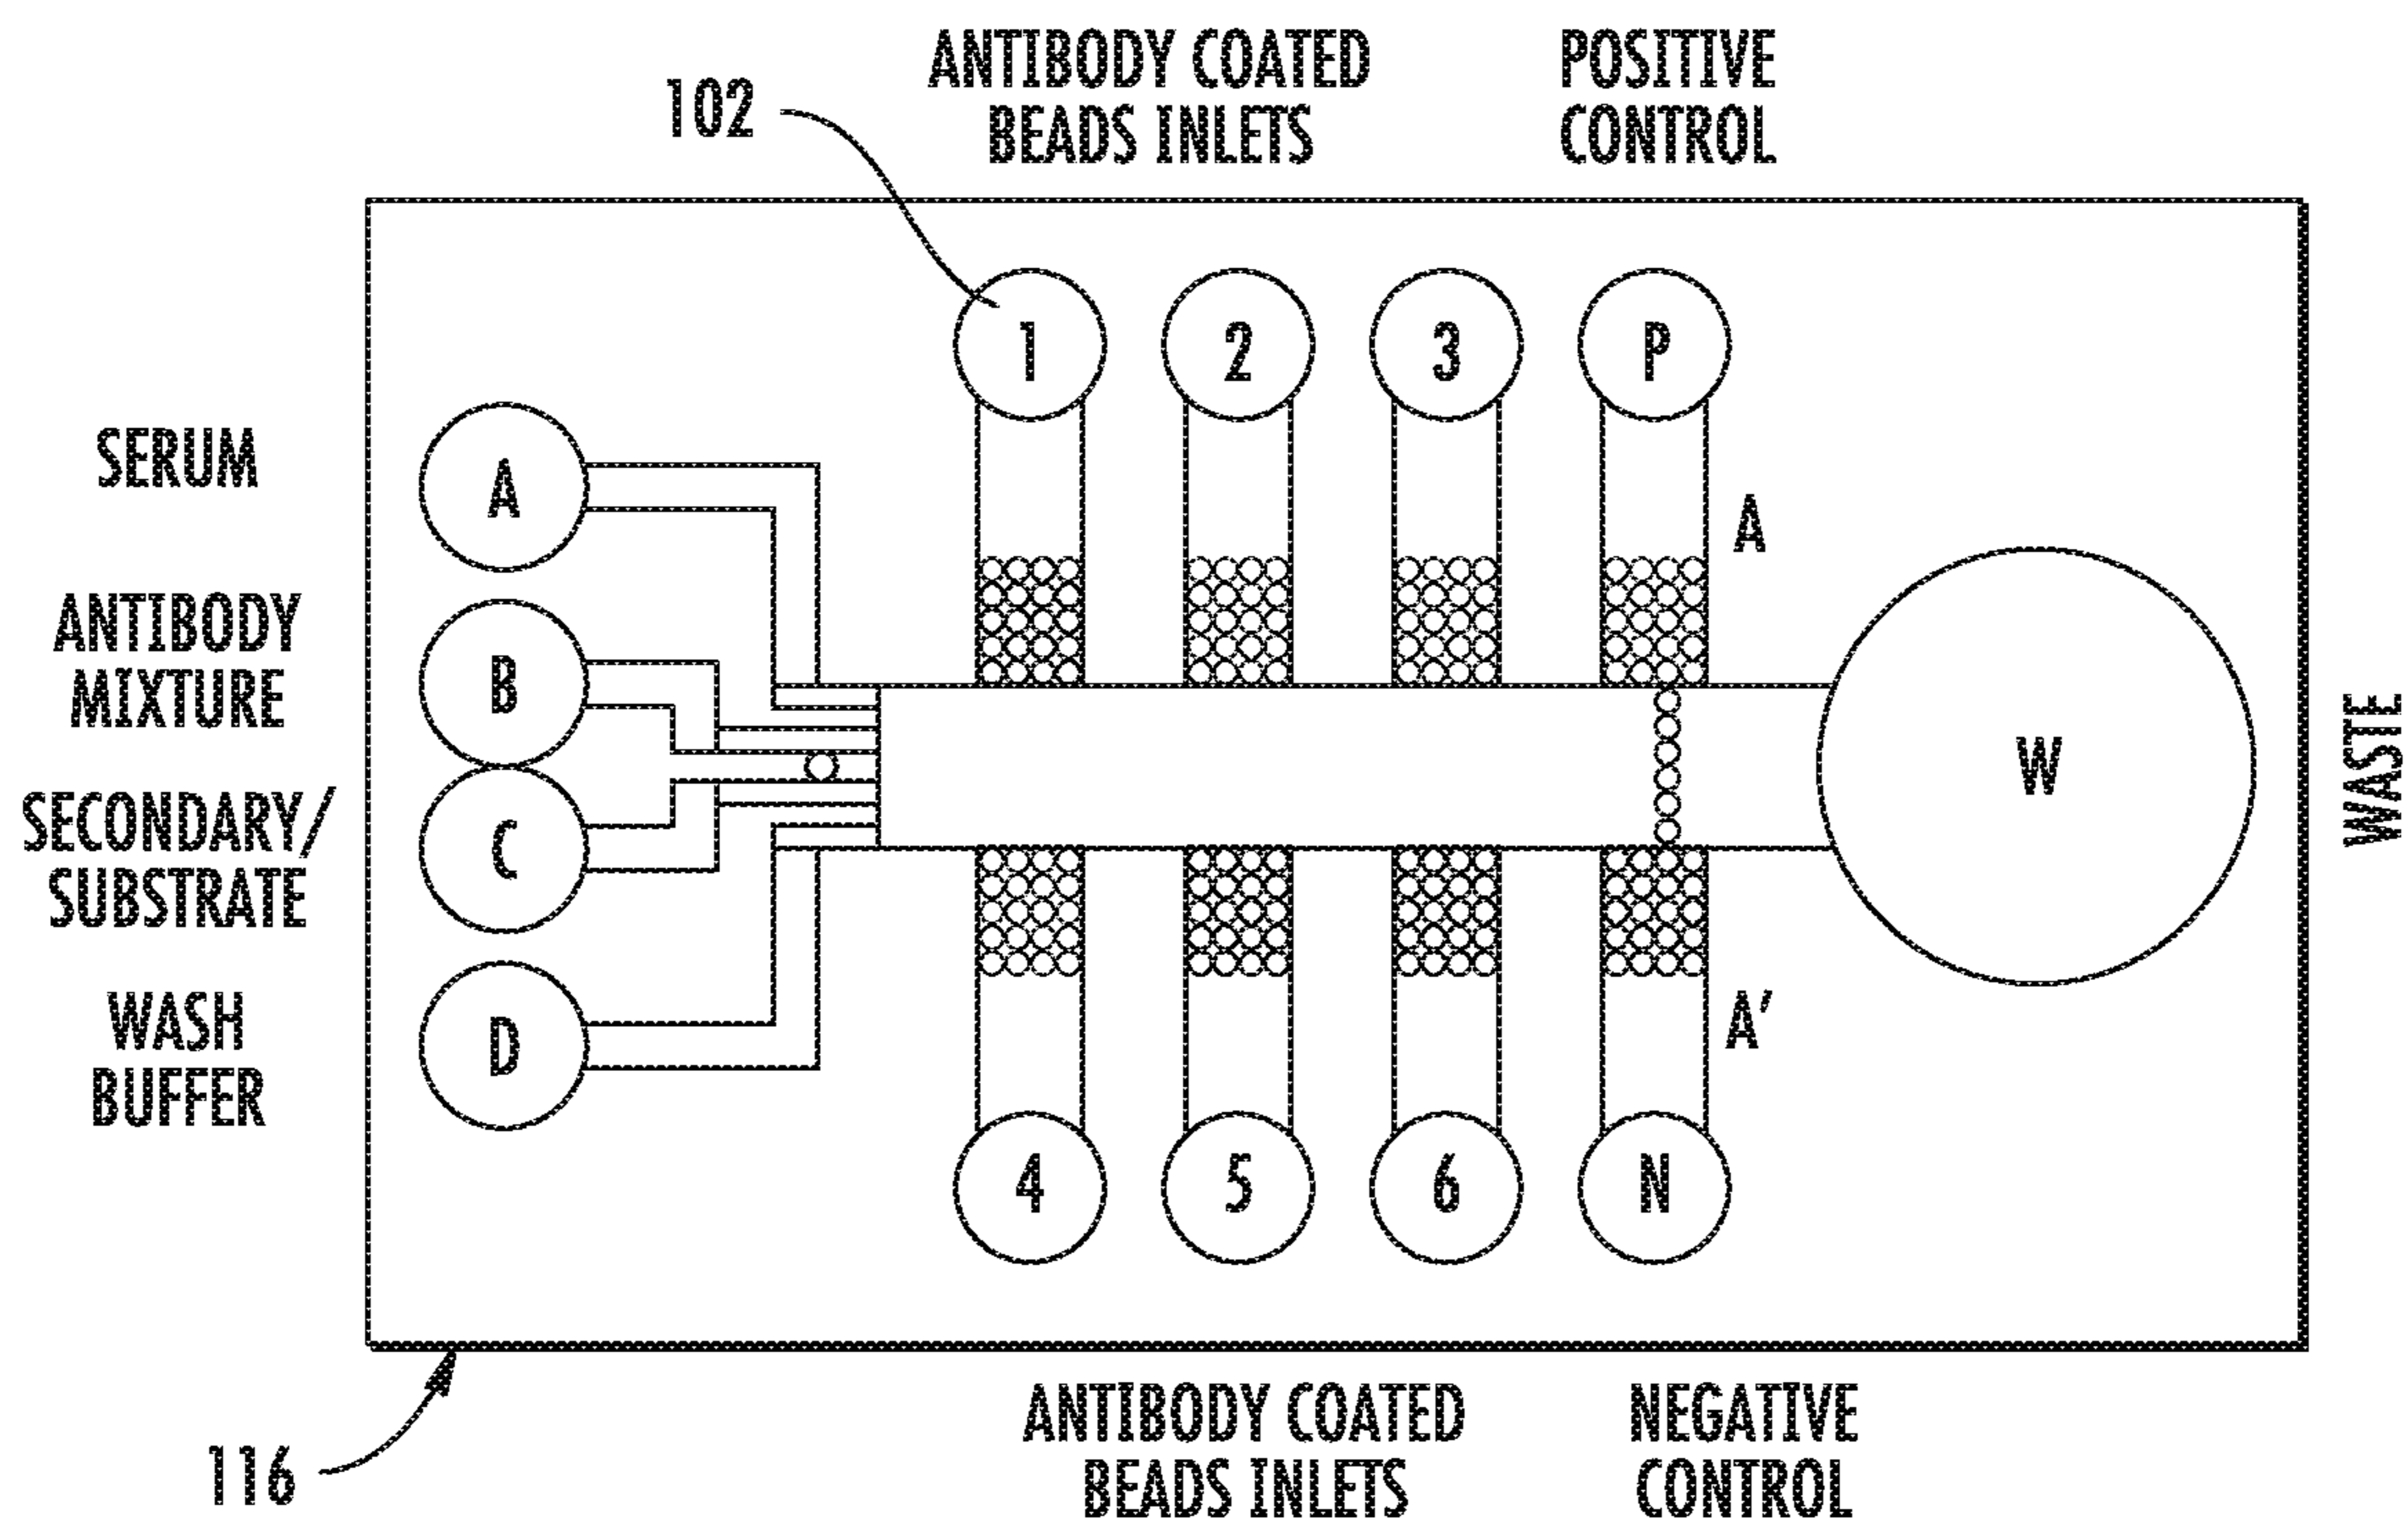 102
ANTIBODY COATED
BEADS INLETS
POSITIVE
CONTROL
1
2
3
P
SERUM
A
A
ANTIBODY
MIXTURE
B
SECONDARY/
SUBSTRATE
C
W
WASTE
WASH
BUFFER
D
A'
4
5
6
N
116
ANTIBODY COATED
BEADS INLETS
NEGATIVE
CONTROL